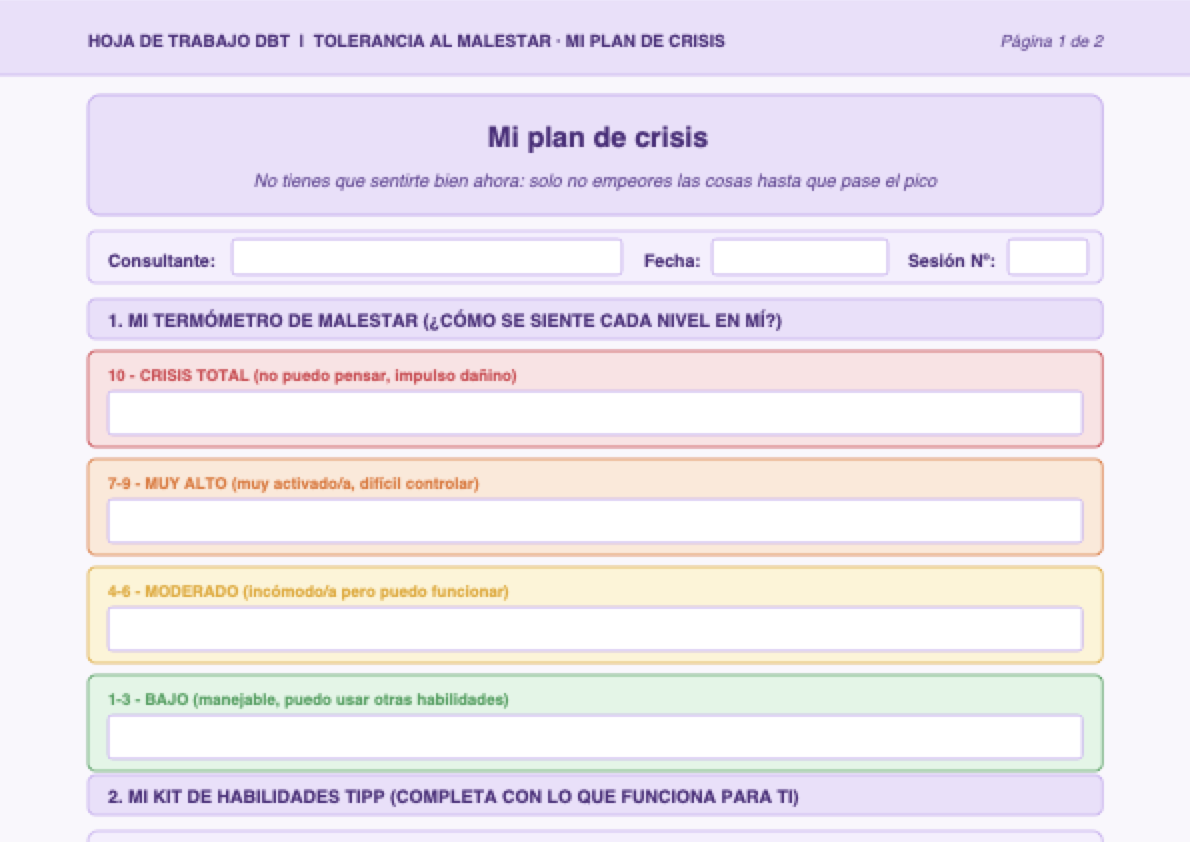 HOJA DE TRABAJO DBT | TOLERANCIA AL MALESTAR · MI PLAN DE CRISIS
Página 1 de 2
Mi plan de crisis
No tienes que sentirte bien ahora: solo no empeores las cosas hasta que pase el pico
Consultante: Fecha: Sesión Nº:
1. MI TERMÓMETRO DE MALESTAR (¿CÓMO SE SIENTE CADA NIVEL EN MÍ?)
10 - CRISIS TOTAL (no puedo pensar, impulso dañino)
7-9 - MUY ALTO (muy activado/a, difícil controlar)
4-6 - MODERADO (incómodo/a pero puedo funcionar)
1-3 - BAJO (manejable, puedo usar otras habilidades)
2. MI KIT DE HABILIDADES TIPP (COMPLETA CON LO QUE FUNCIONA PARA TI)